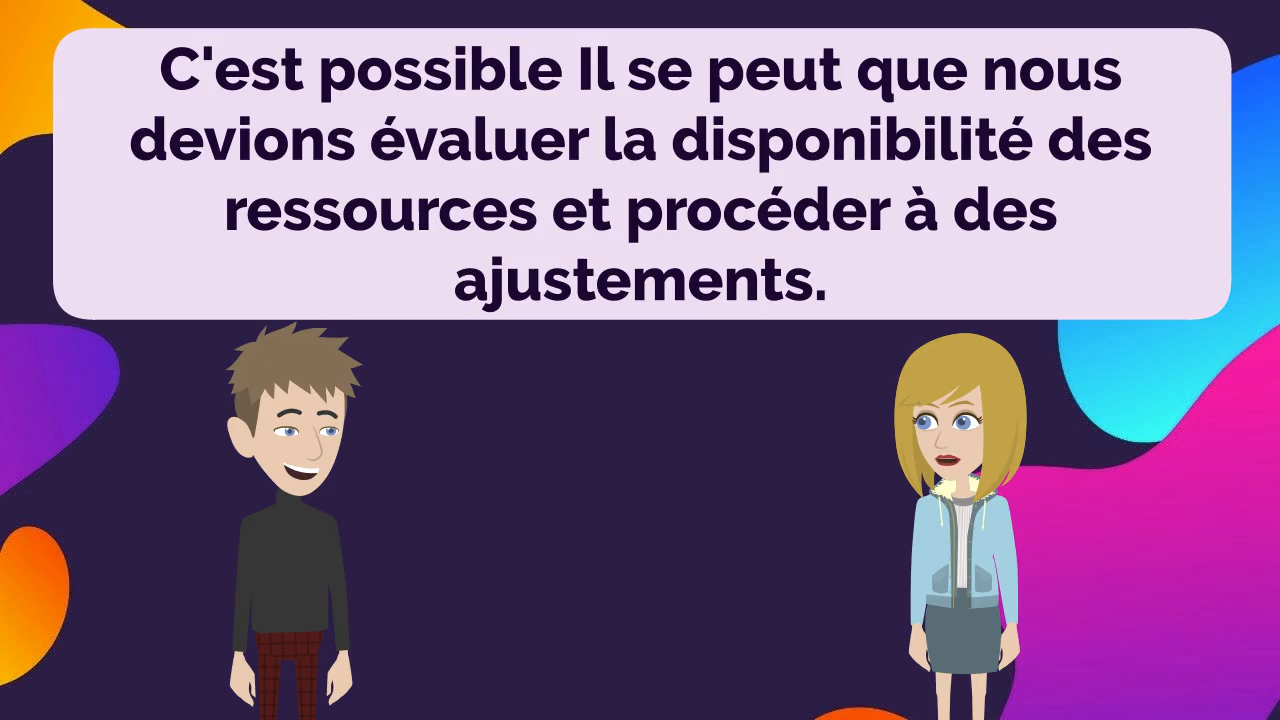 C'est possible Il se peut que nous
devions évaluer la disponibilité des
ressources et procéder à des
ajustements.